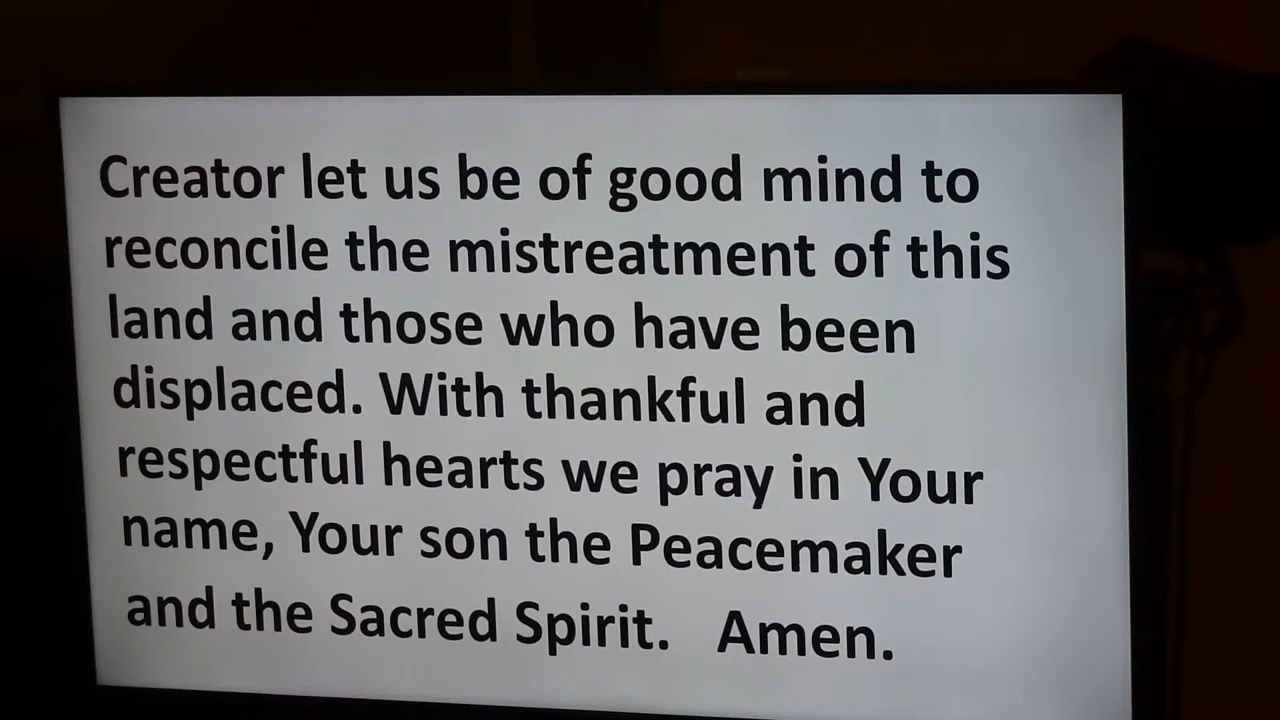 Creator let us be of good mind to
reconcile the mistreatment of this
land and those who have been
displaced. With thankful and
respectful hearts we pray in Your
name, Your son the Peacemaker
and the Sacred Spirit.   Amen.